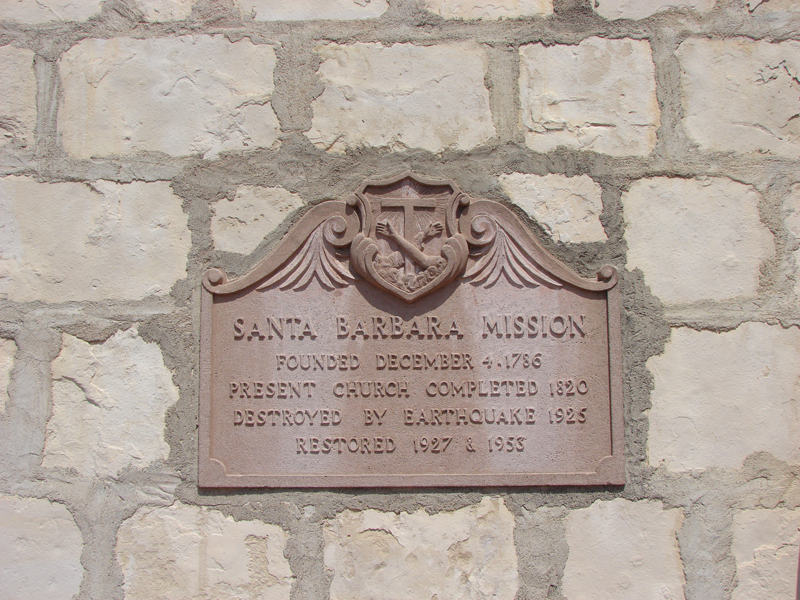 SANTA BARBARA MISSION
FOUNDED DECEMBER 4, 1786
PRESENT CHURCH COMPLETED 1820
DESTROYED BY EARTHQUAKE 1925
RESTORED 1927 & 1953